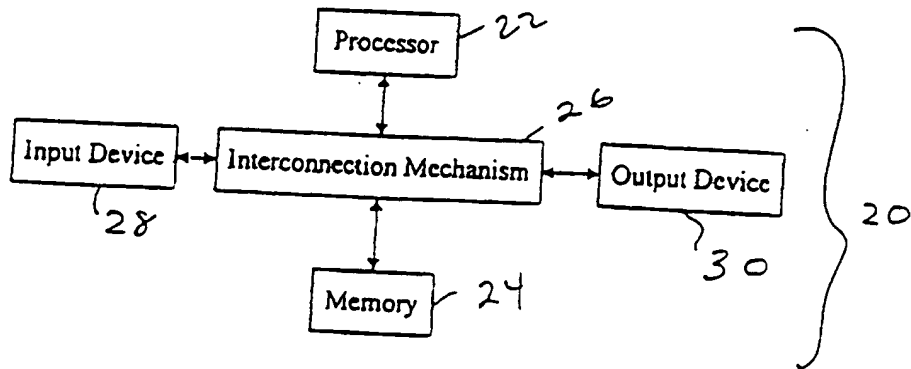 Processor
22
26
Input Device
Interconnection Mechanism
Output Device
20
28
30
Memory
24